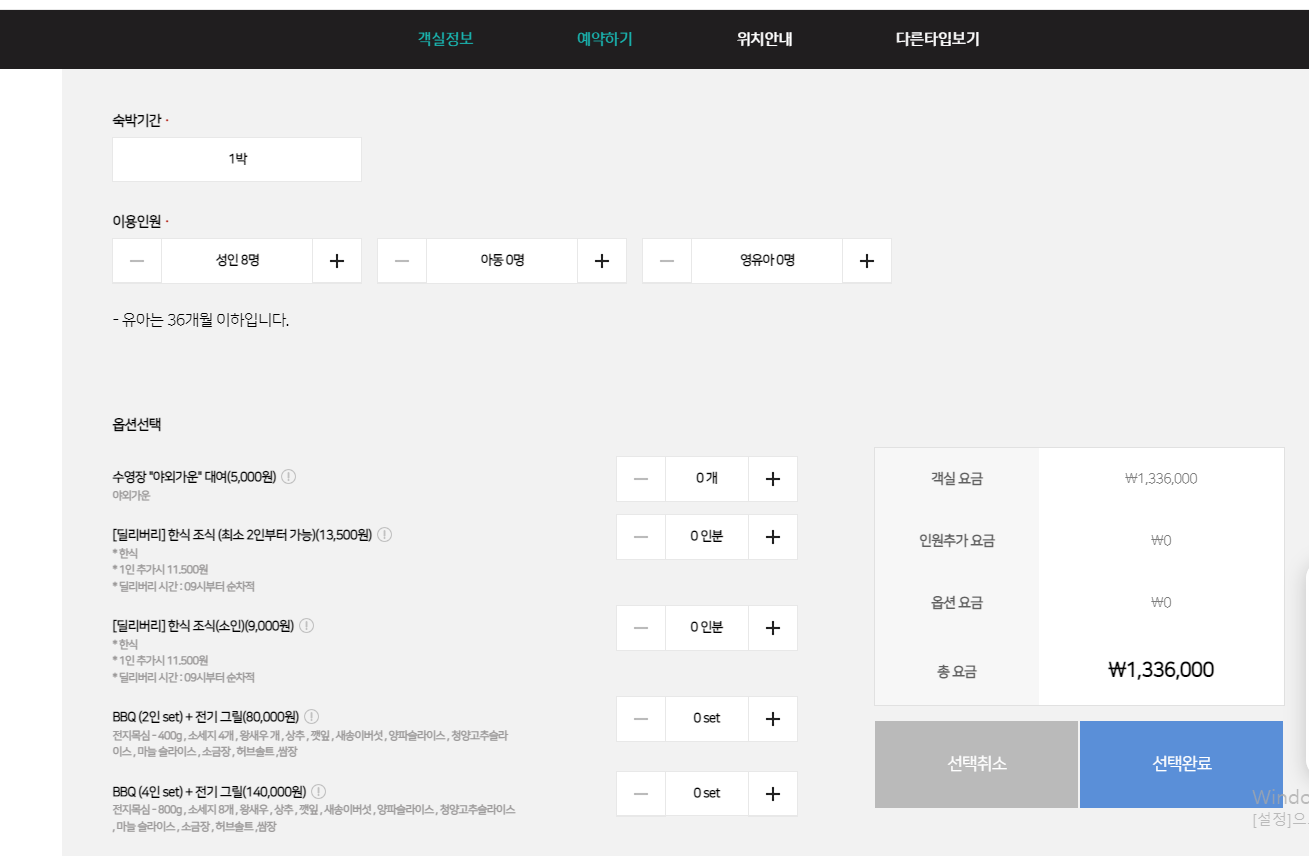 객실정보 예약하기 위치안내 다른타입보기
숙박기간 ·
1박
이용인원 ·
성인 8명 아동 0명 영유아 0명
- 유아는 36개월 이하입니다.
옵션선택
수영장 "야외가운" 대여(5,000원)
야외가운
0 개
[딜리버리] 한식 조식 (최소 2인부터 가능)(13,500원)
* 한식
* 1인 추가시 11.500원
* 딜리버리 시간 : 09시부터 순차적
0 인분
[딜리버리] 한식 조식(소인)(9,000원)
* 한식
* 1인 추가시 11.500원
* 딜리버리 시간 : 09시부터 순차적
0 인분
BBQ (2인 set) + 전기 그릴(80,000원)
전지목심 - 400g , 소세지 4개 , 왕새우 개 , 상추 , 깻잎 , 새송이버섯 , 양파슬라이스 , 청양고추슬라
이스 , 마늘 슬라이스 , 소금장 , 허브솔트 ,쌈장
0 set
BBQ (4인 set) + 전기 그릴(140,000원)
전지목심 - 800g , 소세지 8개 , 왕새우 , 상추 , 깻잎 , 새송이버섯 , 양파슬라이스 , 청양고추슬라이스
, 마늘 슬라이스 , 소금장 , 허브솔트 ,쌈장
0 set
객실 요금 ₩1,336,000
인원추가 요금 ₩0
옵션 요금 ₩0
총 요금 ₩1,336,000
선택취소 선택완료
Windo
[설정]으